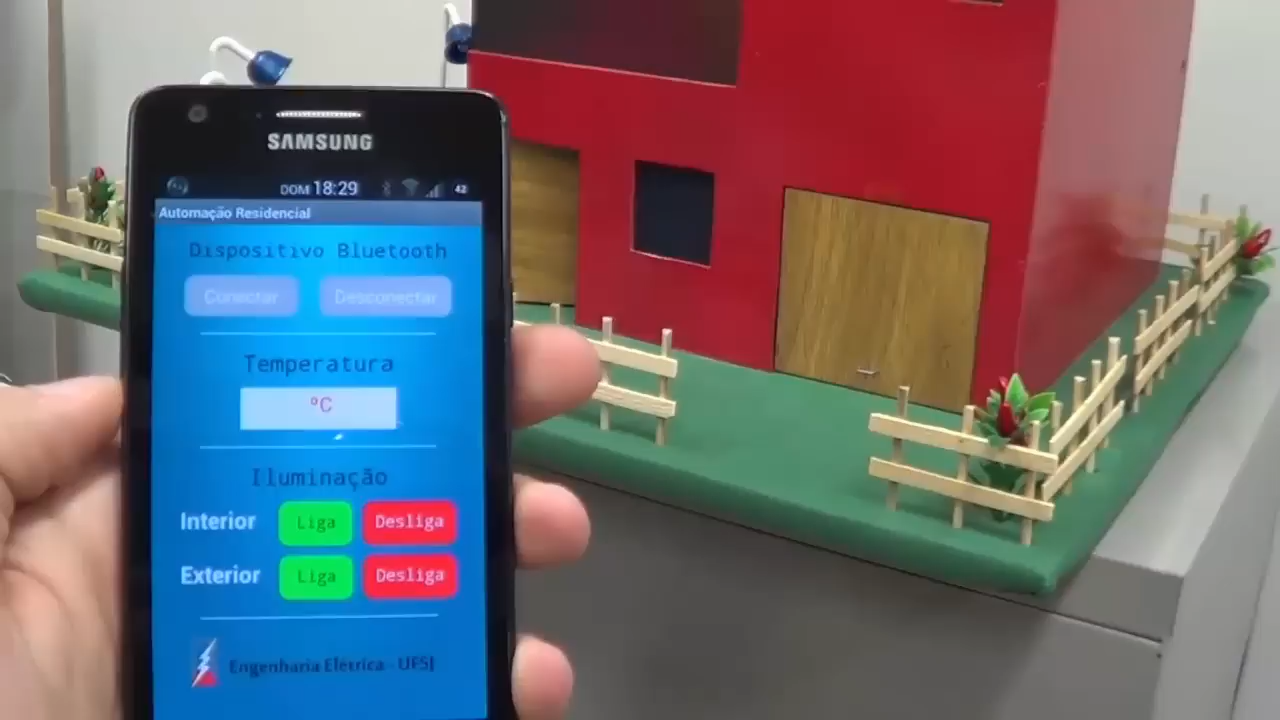 SAMSUNG
DOM 18:29 42
Automação Residencial
Dispositivo Bluetooth
Conectar Desconectar
Temperatura
ºC
Iluminação
Interior Liga Desliga
Exterior Liga Desliga
Engenharia Elétrica - UFSJ